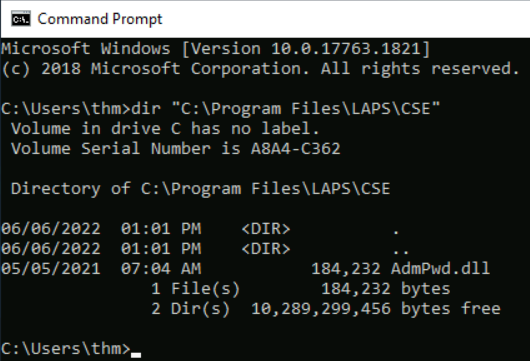 Command Prompt
Microsoft Windows [Version 10.0.17763.1821]
(c) 2018 Microsoft Corporation. All rights reserved.
C:\Users\thm>dir "C:\Program Files\LAPS\CSE"
 Volume in drive C has no label.
 Volume Serial Number is A8A4-C362
 Directory of C:\Program Files\LAPS\CSE
06/06/2022  01:01 PM    <DIR>          .
06/06/2022  01:01 PM    <DIR>          ..
05/05/2021  07:04 AM           184,232 AdmPwd.dll
               1 File(s)        184,232 bytes
               2 Dir(s)  10,289,299,456 bytes free
C:\Users\thm>